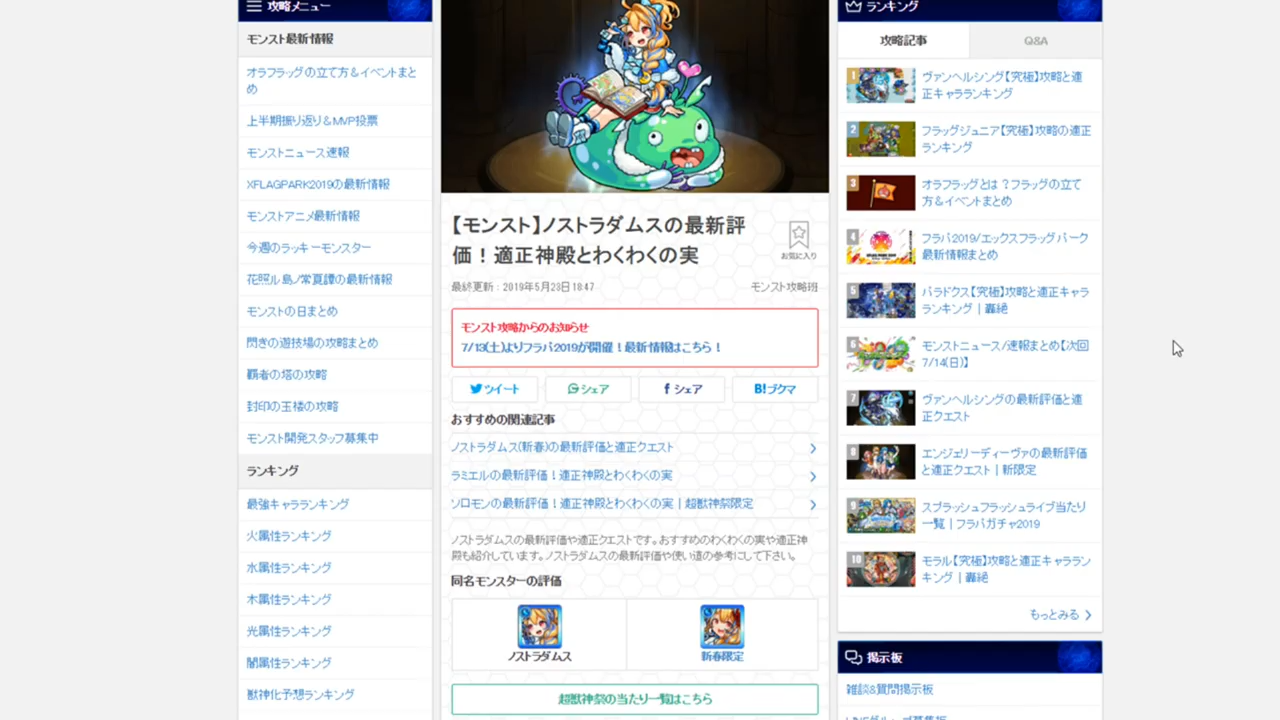 攻略メニュー
モンスト最新情報
オラフラッグの立て方＆イベントまと
め
上半期振り返り＆MVP投票
モンストニュース速報
XFLAGPARK2019の最新情報
モンストアニメ最新情報
今週のラッキーモンスター
花照ル島ノ常夏譚の最新情報
モンストの日まとめ
閃きの遊技場の攻略まとめ
覇者の塔の攻略
封印の玉楼の攻略
モンスト開発スタッフ募集中
ランキング
最強キャラランキング
火属性ランキング
水属性ランキング
木属性ランキング
光属性ランキング
闇属性ランキング
獣神化予想ランキング
【モンスト】ノストラダムスの最新評
価！適正神殿とわくわくの実
お気に入り
最終更新 : 2019年5月23日 18:47
モンスト攻略班
モンスト攻略からのお知らせ
7/13(土)よりフラパ2019が開催！最新情報はこちら！
ツイート
シェア
シェア
B!ブクマ
おすすめの関連記事
ノストラダムス(新春)の最新評価と適正クエスト
ラミエルの最新評価！適正神殿とわくわくの実
ソロモンの最新評価！適正神殿とわくわくの実｜超獣神祭限定
ノストラダムスの最新評価や適正クエストです。おすすめのわくわくの実や適正神
殿も紹介しています。ノストラダムスの最新評価や使い道の参考にして下さい。
同名モンスターの評価
ノストラダムス
新春限定
超獣神祭の当たり一覧はこちら
ランキング
攻略記事
Q&A
1
ヴァンヘルシング【究極】攻略と適
正キャラランキング
2
フラッグジュニア【究極】攻略の適正
ランキング
3
オラフラッグとは？フラッグの立て
方＆イベントまとめ
4
フラパ2019/エックスフラッグパーク
最新情報まとめ
5
パラドクス【究極】攻略と適正キャラ
ランキング｜轟絶
6
モンストニュース/速報まとめ【次回
7/14(日)】
7
ヴァンヘルシングの最新評価と適
正クエスト
8
エンジェリーディーヴァの最新評価
と適正クエスト｜新限定
9
スプラッシュフラッシュライブ当たり
一覧｜フラパガチャ2019
10
モラル【究極】攻略と適正キャララン
キング｜轟絶
もっとみる
掲示板
雑談&質問掲示板